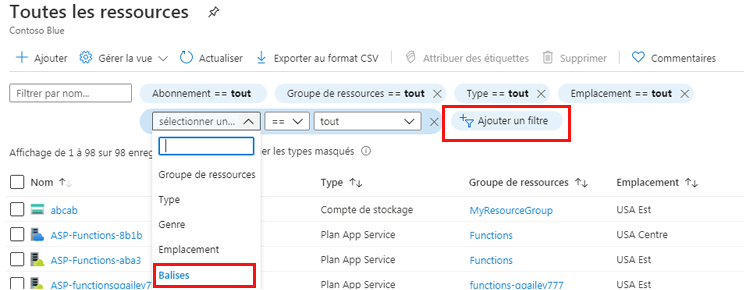 Toutes les ressources
Contoso Blue
Ajouter Gérer la vue Actualiser Exporter au format CSV Attribuer des étiquettes Supprimer Commentaires
Filtrer par nom... Abonnement == tout Groupe de ressources == tout Type == tout Emplacement == tout
sélectionner un... == tout Ajouter un filtre
Affichage de 1 à 98 sur 98 enreg er les types masqués
Groupe de ressources
Type
Genre
Emplacement
Balises
Nom Type Groupe de ressources Emplacement
abcab Compte de stockage MyResourceGroup USA Est
ASP-Functions-8b1b Plan App Service Functions USA Centre
ASP-Functions-aba3 Plan App Service Functions USA Est
ASP-functionsggailey7 Plan App Service functions-ggailey777 USA Est